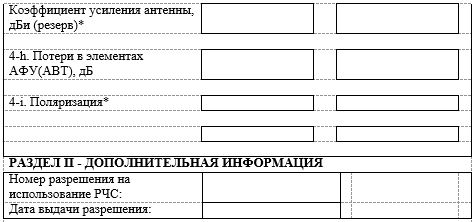 Коэффициент усиления антенны,
дБи (резерв)*
4-h. Потери в элементах
АФУ(АВТ), дБ
4-i. Поляризация*
РАЗДЕЛ II - ДОПОЛНИТЕЛЬНАЯ ИНФОРМАЦИЯ
Номер разрешения на
использование РЧС:
Дата выдачи разрешения: